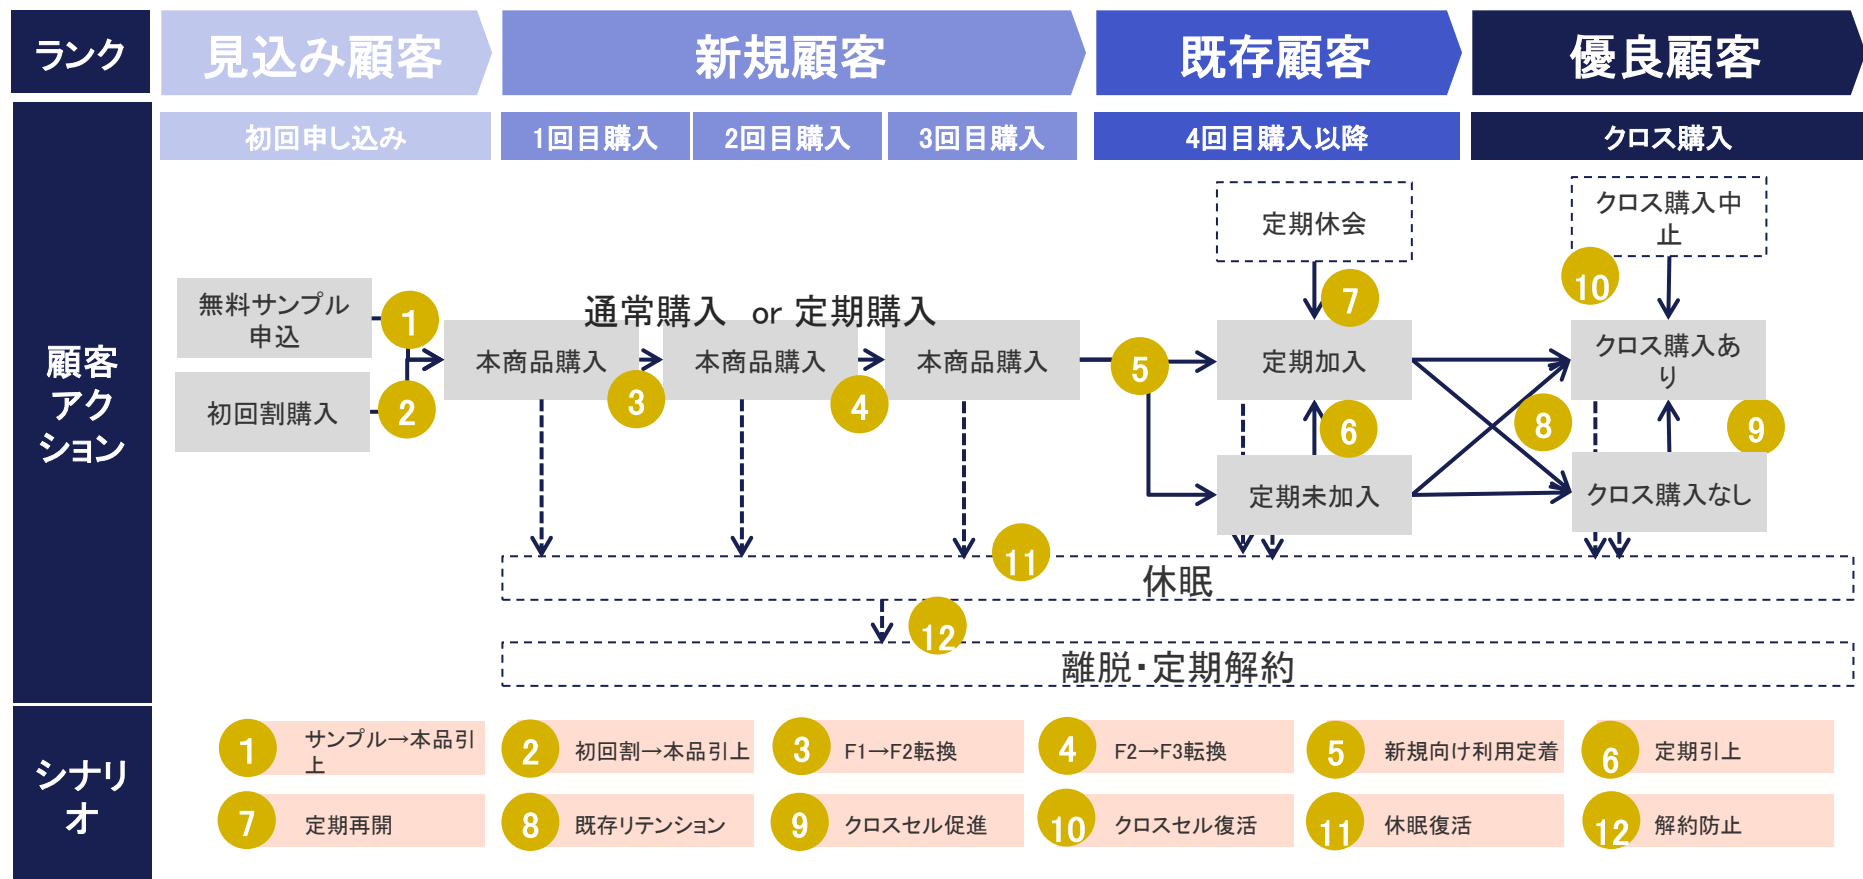 ランク
見込み顧客
新規顧客
既存顧客
優良顧客
初回申し込み
1回目購入
2回目購入
3回目購入
4回目購入以降
クロス購入
顧客
アク
ション
定期休会
クロス購入中
止
10
7
無料サンプル
申込
1
通常購入 or 定期購入
本商品購入
本商品購入
本商品購入
5
定期加入
クロス購入あ
り
初回割購入
2
3
4
6
8
9
定期未加入
クロス購入なし
11
休眠
12
離脱・定期解約
シナリ
オ
1
サンプル→本品引
上
2
初回割→本品引上
3
F1→F2転換
4
F2→F3転換
5
新規向け利用定着
6
定期引上
7
定期再開
8
既存リテンション
9
クロスセル促進
10
クロスセル復活
11
休眠復活
12
解約防止